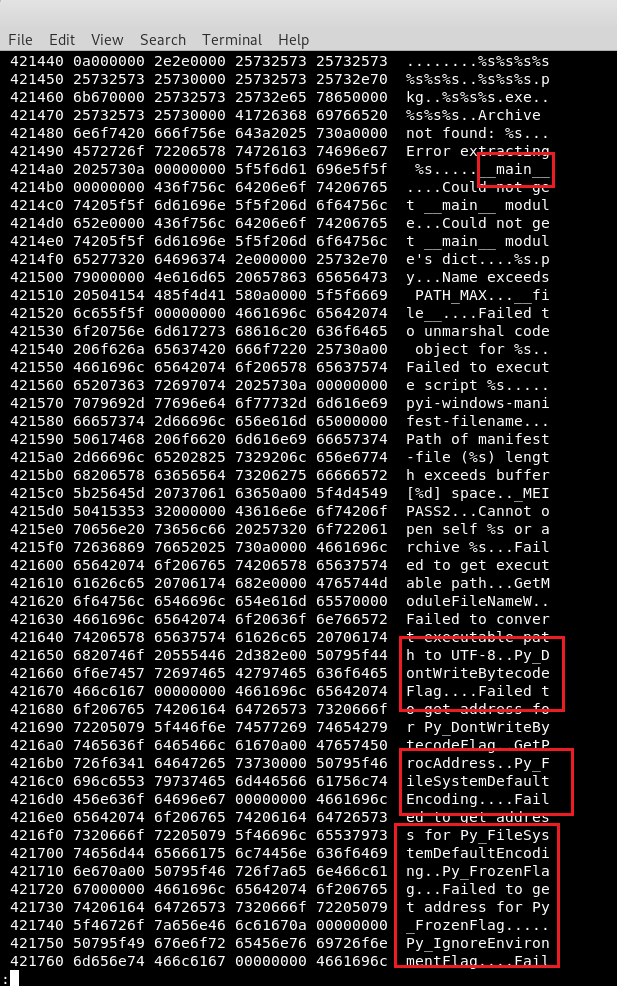 File Edit View Search Terminal Help
421440 0a000000 2e2e0000 25732573 25732573 ........%s%s%s%s
421450 25732573 25730000 25732573 25732e70 %s%s%s..%s%s%s.p
421460 6b670000 25732573 25732e65 78650000 kg..%s%s%s.exe..
421470 25732573 25730000 41726368 69766520 %s%s%s..Archive
421480 6e6f7420 666f756e 643a2025 730a0000 not found: %s...
421490 4572726f 72206578 74726163 74696e67 Error extracting
4214a0 2025730a 00000000 5f5f6d61 696e5f5f  %s.....__main__
4214b0 00000000 436f756c 64206e6f 74206765 ....Could not ge
4214c0 74205f5f 6d61696e 5f5f206d 6f64756c t __main__ modul
4214d0 652e0000 436f756c 64206e6f 74206765 e...Could not ge
4214e0 74205f5f 6d61696e 5f5f206d 6f64756c t __main__ modul
4214f0 65277320 64696374 2e000000 25732e70 e's dict....%s.p
421500 79000000 4e616d65 20657863 65656473 y...Name exceeds
421510 20504154 485f4d41 580a0000 5f5f6669  PATH_MAX...__fi
421520 6c655f5f 00000000 4661696c 65642074 le__....Failed t
421530 6f20756e 6d617273 68616c20 636f6465 o unmarshal code
421540 206f626a 65637420 666f7220 25730a00  object for %s..
421550 4661696c 65642074 6f206578 65637574 Failed to execut
421560 65207363 72697074 2025730a 00000000 e script %s.....
421570 7079692d 77696e64 6f77732d 6d616e69 pyi-windows-mani
421580 66657374 2d66696c 656e616d 65000000 fest-filename...
421590 50617468 206f6620 6d616e69 66657374 Path of manifest
4215a0 2d66696c 65202825 7329206c 656e6774 -file (%s) lengt
4215b0 68206578 63656564 73206275 66666572 h exceeds buffer
4215c0 5b25645d 20737061 63650a00 5f4d4549 [%d] space.._MEI
4215d0 50415353 32000000 43616e6e 6f74206f PASS2...Cannot o
4215e0 70656e20 73656c66 20257320 6f722061 pen self %s or a
4215f0 72636869 76652025 730a0000 4661696c rchive %s...Fail
421600 65642074 6f206765 74206578 65637574 ed to get execut
421610 61626c65 20706174 682e0000 4765744d able path...GetM
421620 6f64756c 6546696c 654e616d 65570000 oduleFileNameW..
421630 4661696c 65642074 6f20636f 6e766572 Failed to conver
421640 74206578 65637574 61626c65 20706174 t executable pat
421650 6820746f 20555446 2d382e00 50795f44 h to UTF-8..Py_D
421660 6f6e7457 72697465 42797465 636f6465 ontWriteBytecode
421670 466c6167 00000000 4661696c 65642074 Flag....Failed t
421680 6f206765 74206164 64726573 7320666f o get address fo
421690 72205079 5f446f6e 74577269 74654279 r Py_DontWriteBy
4216a0 7465636f 6465466c 61670a00 47657450 tecodeFlag..GetP
4216b0 726f6341 64647265 73730000 50795f46 rocAddress..Py_F
4216c0 696c6553 79737465 6d446566 61756c74 ileSystemDefault
4216d0 456e636f 64696e67 00000000 4661696c Encoding....Fail
4216e0 65642074 6f206765 74206164 64726573 ed to get addres
4216f0 7320666f 72205079 5f46696c 65537973 s for Py_FileSys
421700 74656d44 65666175 6c74456e 636f6469 temDefaultEncodi
421710 6e670a00 50795f46 726f7a65 6e466c61 ng..Py_FrozenFla
421720 67000000 4661696c 65642074 6f206765 g...Failed to ge
421730 74206164 64726573 7320666f 72205079 t address for Py
421740 5f46726f 7a656e46 6c61670a 00000000 _FrozenFlag.....
421750 50795f49 676e6f72 65456e76 69726f6e Py_IgnoreEnviron
421760 6d656e74 466c6167 00000000 4661696c mentFlag....Fail
: